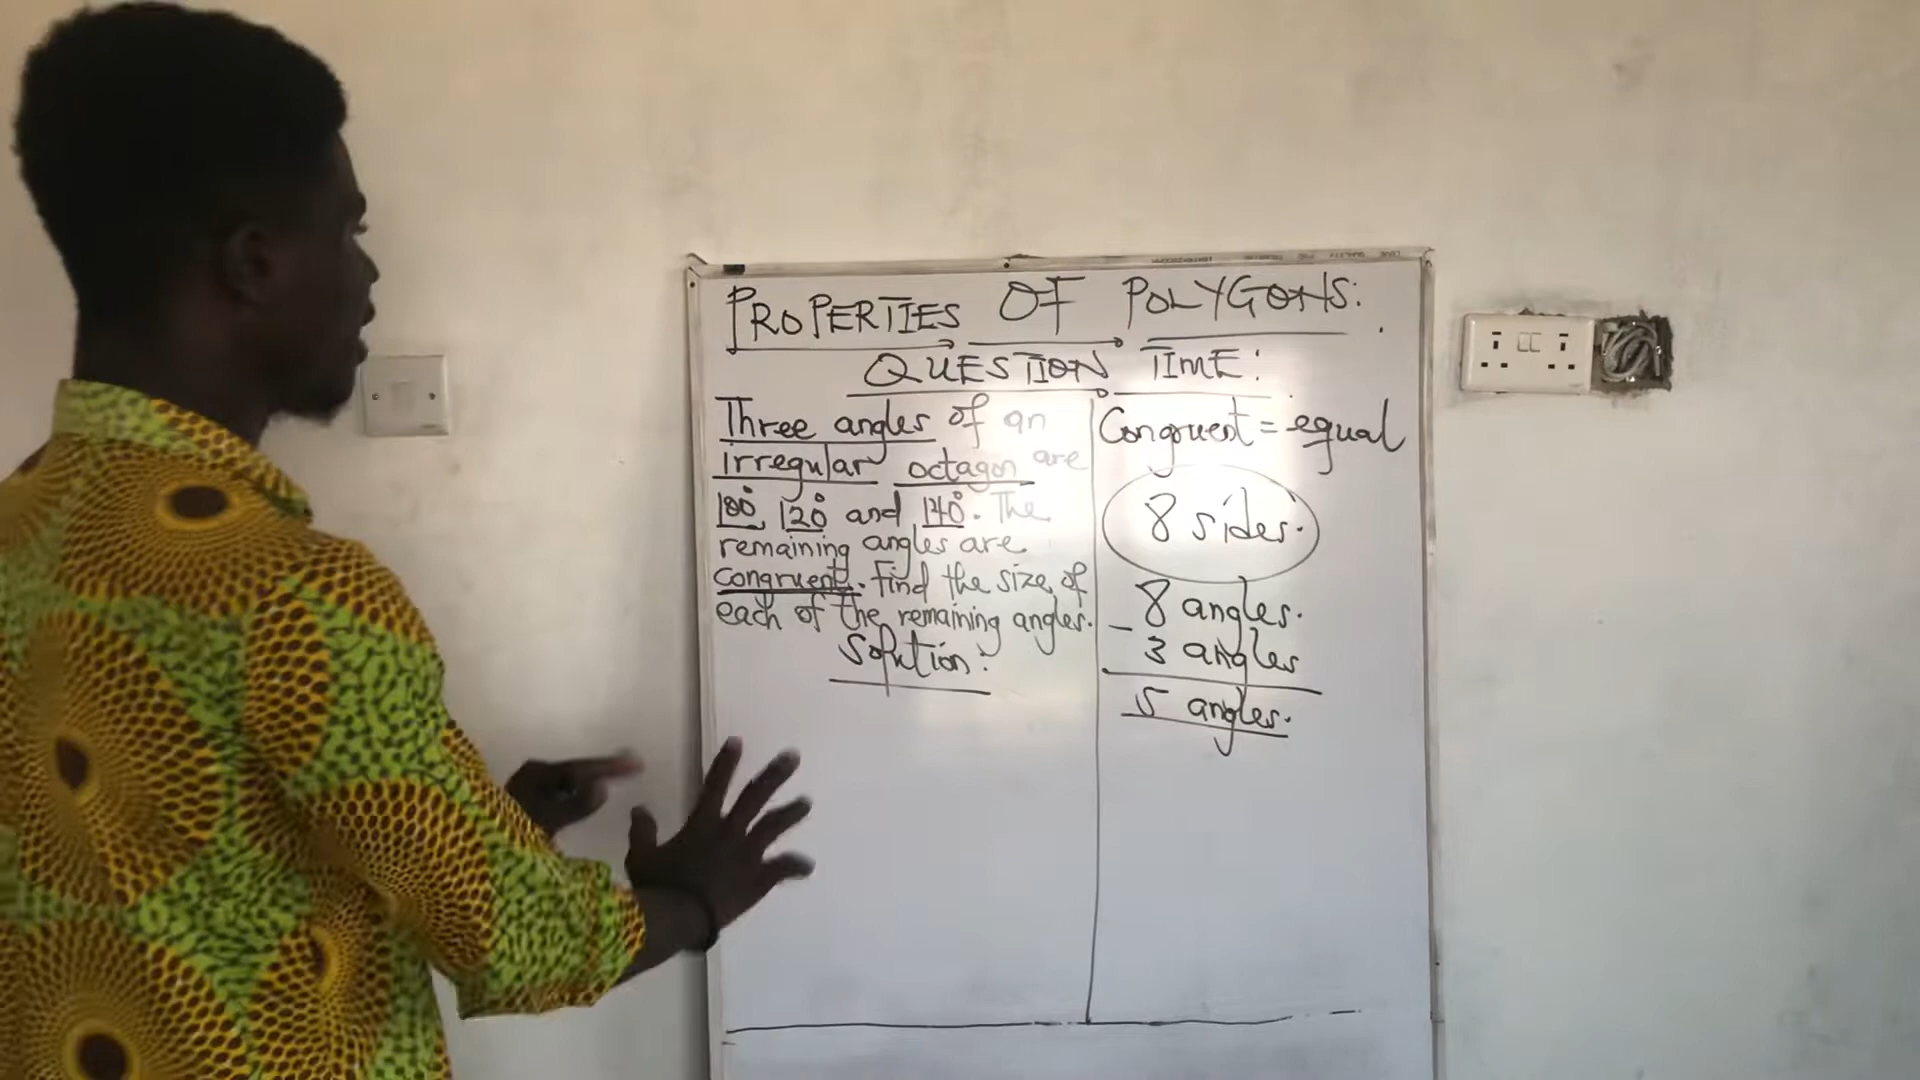 PROPERTIES OF POLYGONS:
QUESTION TIME:
Three angles of an
irregular octagon are
100°, 120° and 140°. The
remaining angles are
congruent. Find the size of
each of the remaining angles.
Solution:
Congruent = equal
8 sides.
8 angles.
- 3 angles
5 angles.